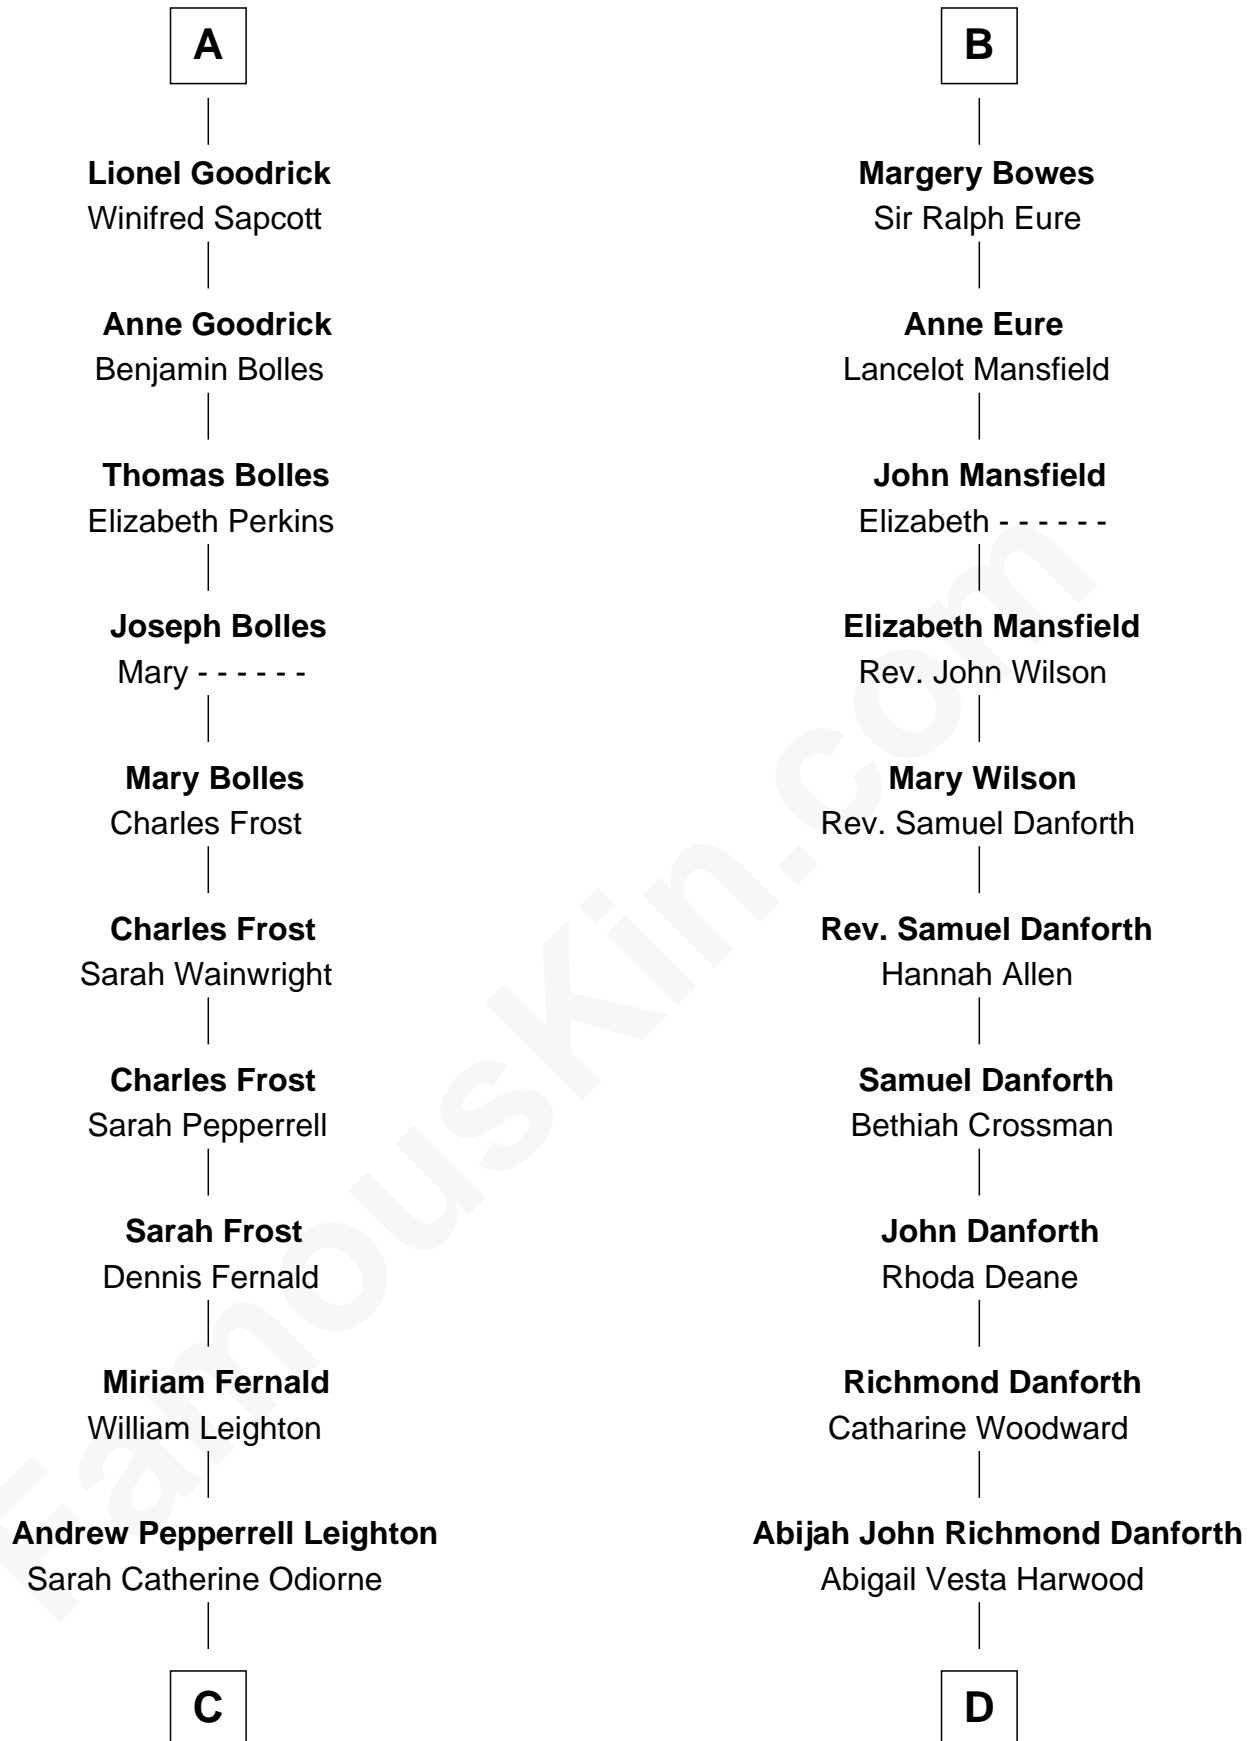 A
Lionel Goodrick
Winifred Sapcott
Anne Goodrick
Benjamin Bolles
Thomas Bolles
Elizabeth Perkins
Joseph Bolles
Mary - - - - - -
Mary Bolles
Charles Frost
Charles Frost
Sarah Wainwright
Charles Frost
Sarah Pepperrell
Sarah Frost
Dennis Fernald
Miriam Fernald
William Leighton
Andrew Pepperrell Leighton
Sarah Catherine Odiorne
C
B
Margery Bowes
Sir Ralph Eure
Anne Eure
Lancelot Mansfield
John Mansfield
Elizabeth - - - - - -
Elizabeth Mansfield
Rev. John Wilson
Mary Wilson
Rev. Samuel Danforth
Rev. Samuel Danforth
Hannah Allen
Samuel Danforth
Bethiah Crossman
John Danforth
Rhoda Deane
Richmond Danforth
Catharine Woodward
Abijah John Richmond Danforth
Abigail Vesta Harwood
D
FamousKin.com